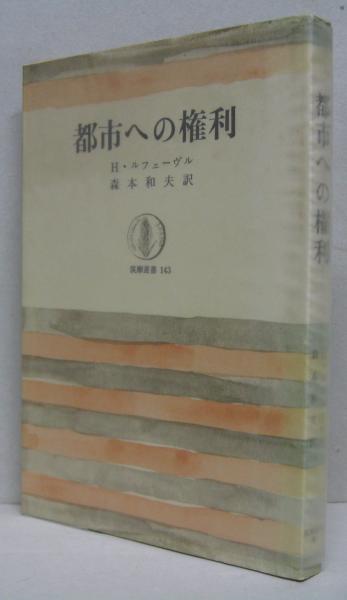 都市への権利
H・ルフェーヴル
森本和夫訳
筑摩叢書 143
都市への権利